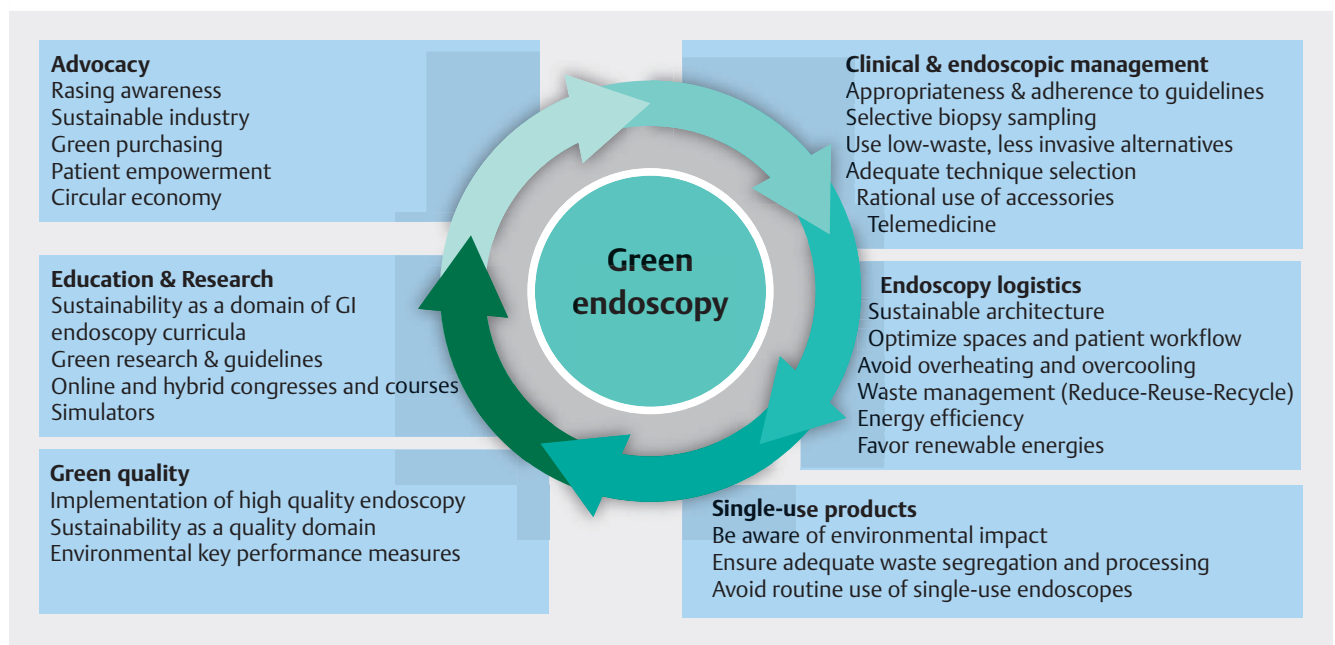 Advocacy
Rasing awareness
Sustainable industry
Green purchasing
Patient empowerment
Circular economy
Education & Research
Sustainability as a domain of GI
endoscopy curricula
Green research & guidelines
Online and hybrid congresses and courses
Simulators
Green quality
Implementation of high quality endoscopy
Sustainability as a quality domain
Environmental key performance measures
Green
endoscopy
Clinical & endoscopic management
Appropriateness & adherence to guidelines
Selective biopsy sampling
Use low-waste, less invasive alternatives
Adequate technique selection
Rational use of accessories
Telemedicine
Endoscopy logistics
Sustainable architecture
Optimize spaces and patient workflow
Avoid overheating and overcooling
Waste management (Reduce-Reuse-Recycle)
Energy efficiency
Favor renewable energies
Single-use products
Be aware of environmental impact
Ensure adequate waste segregation and processing
Avoid routine use of single-use endoscopes